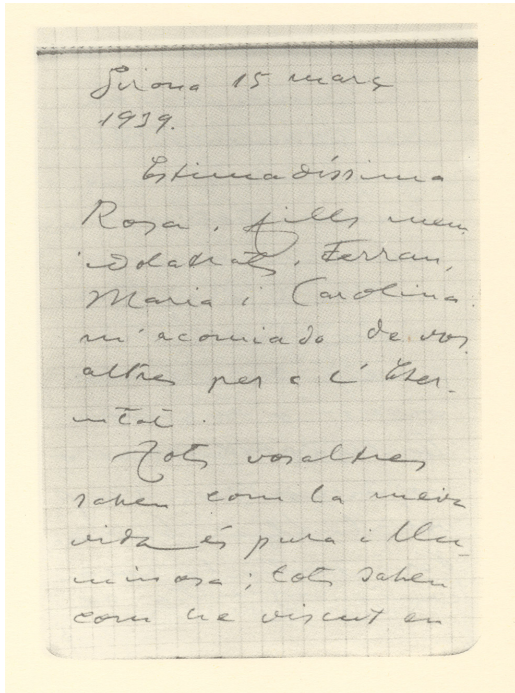 Girona 15 març
1939.
Estimadíssima
Rosa, fills meus
idolatrats, Ferran,
Maria i Carolina:
m'acomiado de vos-
altres per a l'Eter-
nitat.
Tots vosaltres
saben com la meva
vida és pura i llu-
minosa; tots saben
com he viscut en